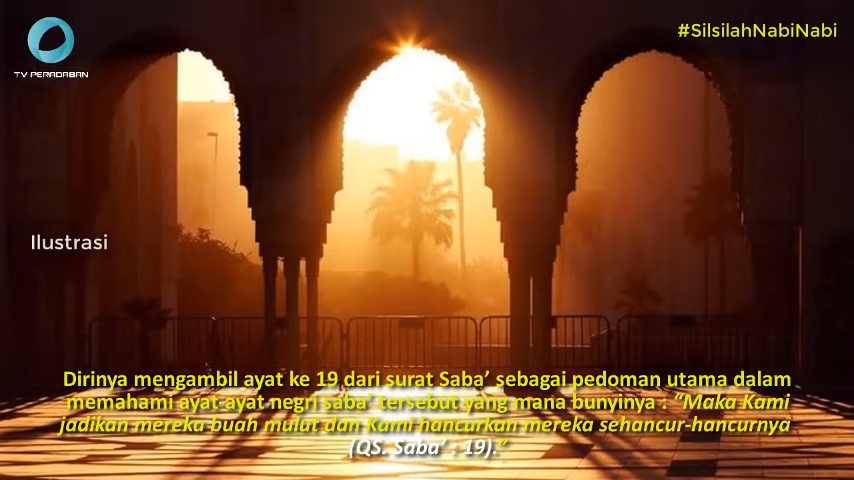 TV PERADABAN
#SilsilahNabiNabi
Ilustrasi
Dirinya mengambil ayat ke 19 dari surat Saba’ sebagai pedoman utama dalam
memahami ayat-ayat negri saba’ tersebut yang mana bunyinya : “Maka Kami
jadikan mereka buah mulut dan Kami hancurkan mereka sehancur-hancurnya
(QS. Saba’ : 19).”